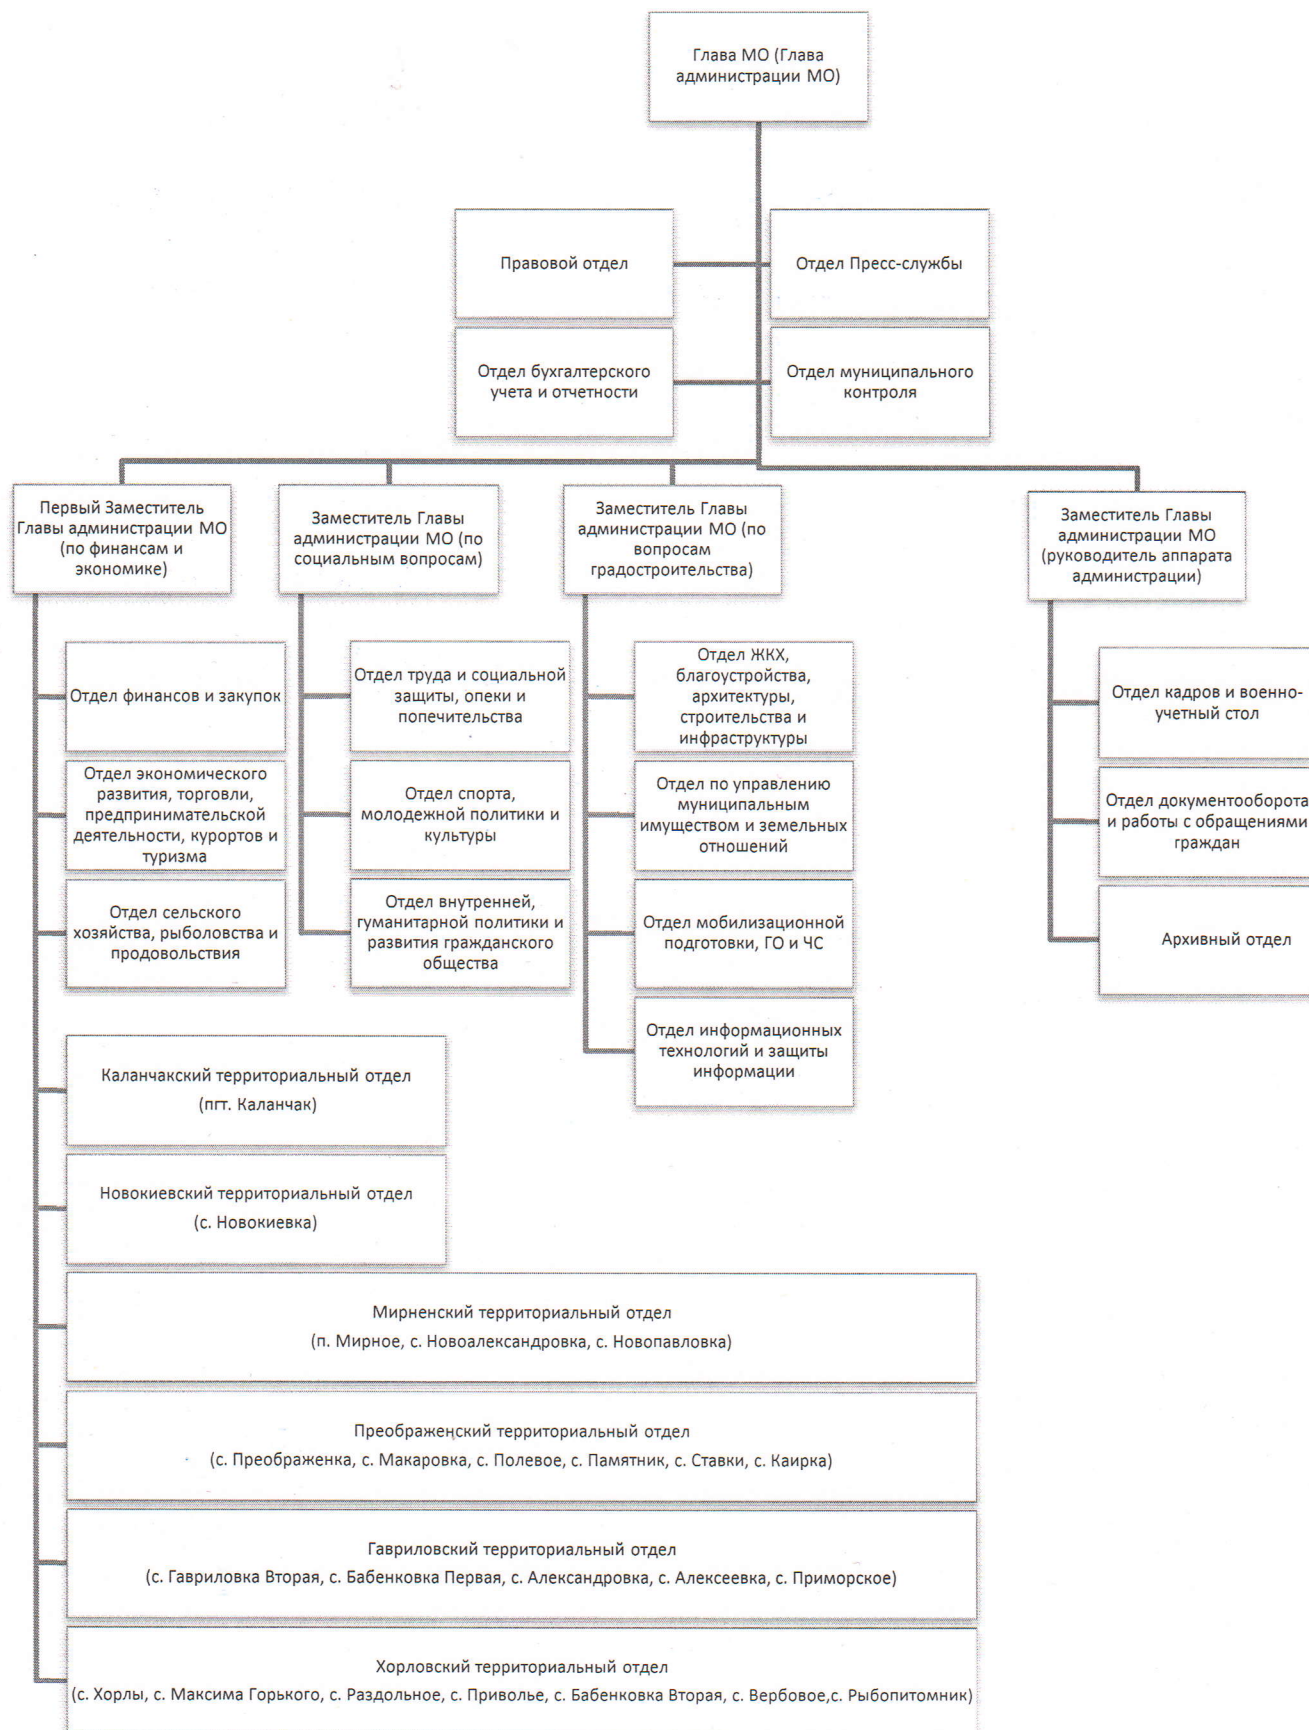 Глава МО (Глава
администрации МО)
Правовой отдел
Отдел Пресс-службы
Отдел бухгалтерского
учета и отчетности
Отдел муниципального
контроля
Первый Заместитель
Главы администрации МО
(по финансам и
экономике)
Заместитель Главы
администрации МО (по
социальным вопросам)
Заместитель Главы
администрации МО (по
вопросам
градостроительства)
Заместитель Главы
администрации МО
(руководитель аппарата
администрации)
Отдел финансов и закупок
Отдел экономического
развития, торговли,
предпринимательской
деятельности, курортов и
туризма
Отдел сельского
хозяйства, рыболовства и
продовольствия
Отдел труда и социальной
защиты, опеки и
попечительства
Отдел спорта,
молодежной политики и
культуры
Отдел внутренней,
гуманитарной политики и
развития гражданского
общества
Отдел ЖКХ,
благоустройства,
архитектуры,
строительства и
инфраструктуры
Отдел по управлению
муниципальным
имуществом и земельных
отношений
Отдел мобилизационной
подготовки, ГО и ЧС
Отдел информационных
технологий и защиты
информации
Отдел кадров и военно-
учетный стол
Отдел документооборота
и работы с обращениями
граждан
Архивный отдел
Каланчакский территориальный отдел
(пгт. Каланчак)
Новокиевский территориальный отдел
(с. Новокиевка)
Мирненский территориальный отдел
(п. Мирное, с. Новоалександровка, с. Новопавловка)
Преображенский территориальный отдел
(с. Преображенка, с. Макаровка, с. Полевое, с. Памятник, с. Ставки, с. Каирка)
Гавриловский территориальный отдел
(с. Гавриловка Вторая, с. Бабенковка Первая, с. Александровка, с. Алексеевка, с. Приморское)
Хорловский территориальный отдел
(с. Хорлы, с. Максима Горького, с. Раздольное, с. Приволье, с. Бабенковка Вторая, с. Вербовое,с. Рыбопитомник)